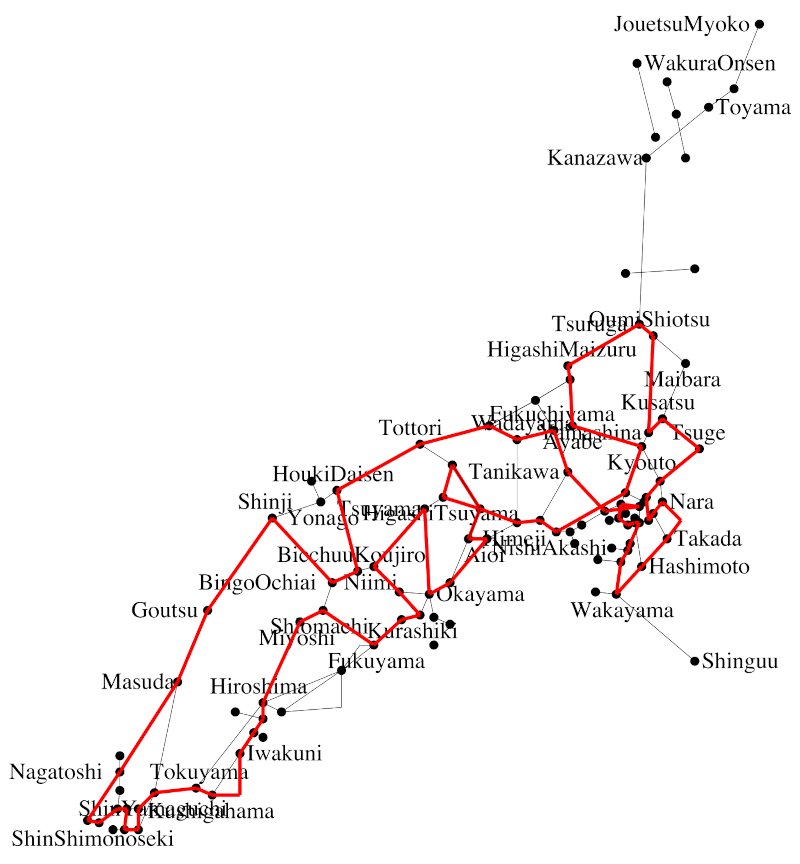 JouetsuMyoko
WakuraOnsen
Toyama
Kanazawa
OumiShiotsu
Tsuruga
HigashiMaizuru
Maibara
Kusatsu
Fukuchiyama
Wadayama
Tottori
Yamashina
Tsuge
Ayabe
Kyouto
Tanikawa
HoukiDaisen
Shinji
Nara
Tsuyama
HigashiTsuyama
Yonago
Himeji
Takada
NishiAkashi
Aioi
BicchuuKoujiro
Hashimoto
BingoOchiai
Niimi
Okayama
Goutsu
Wakayama
Shiomachi
Kurashiki
Miyoshi
Fukuyama
Shinguu
Masuda
Hiroshima
Iwakuni
Nagatoshi
Tokuyama
ShinYamaguchi
Kushigahama
ShinShimonoseki